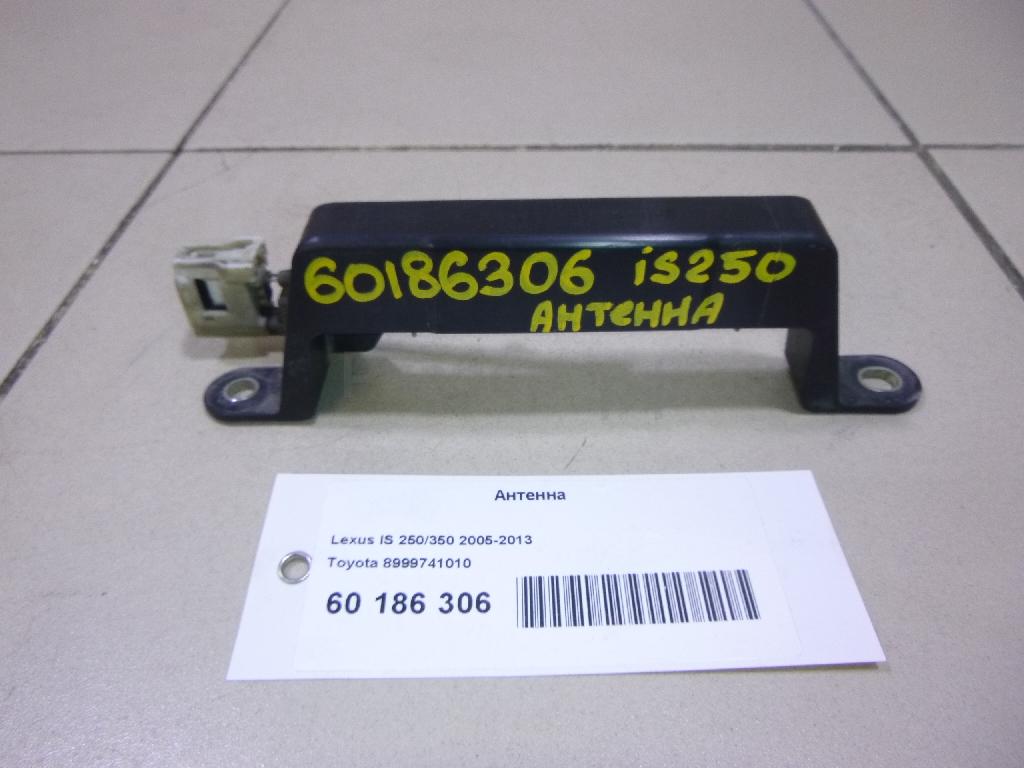 60186306 iS250
АНТЕННА
Антенна
Lexus IS 250/350 2005-2013
Toyota 8999741010
60 186 306